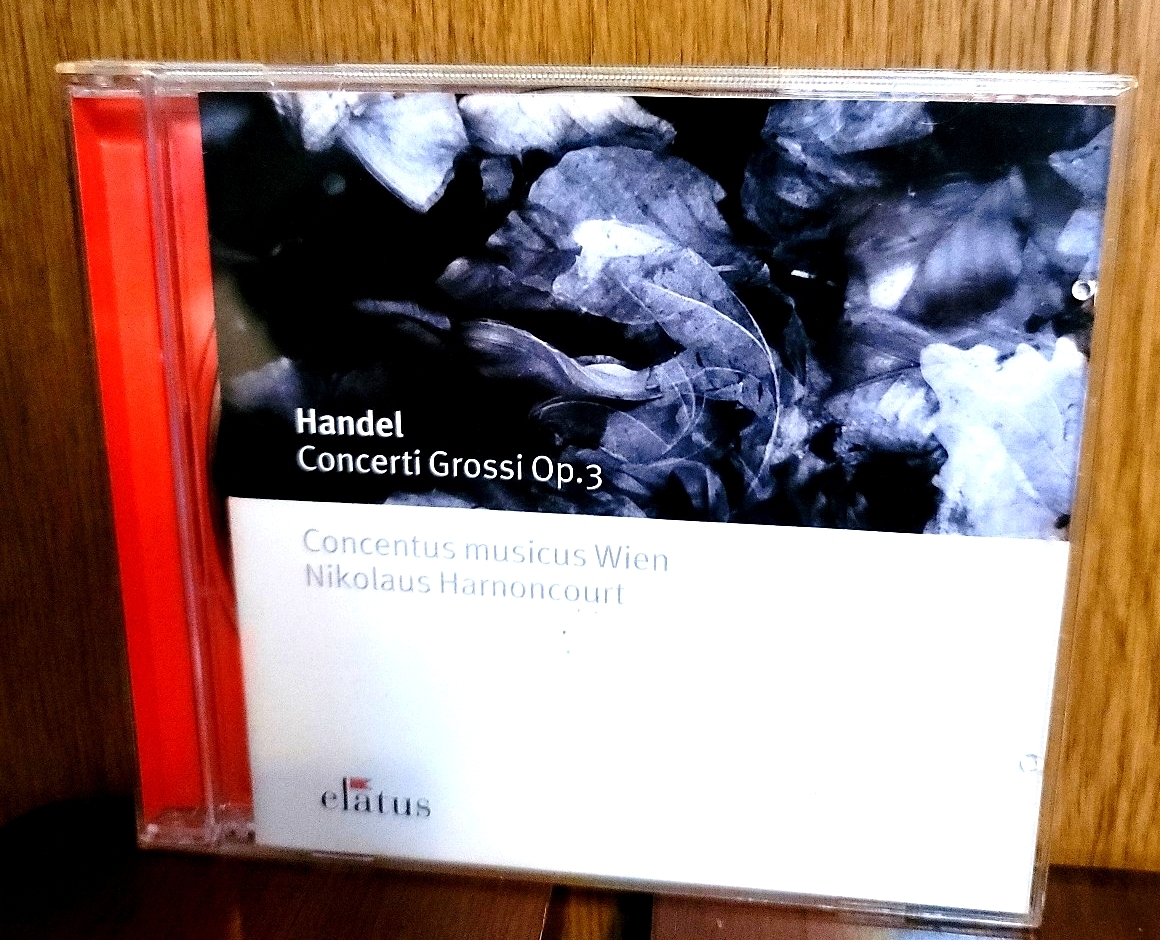 Handel
Concerti Grossi Op.3
Concentus musicus Wien
Nikolaus Harnoncourt
elatus